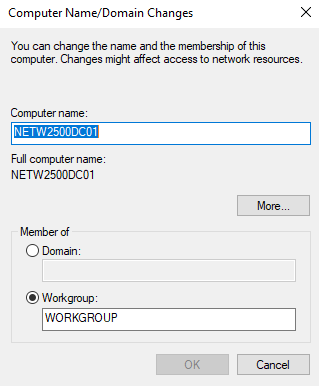 Computer Name/Domain Changes
You can change the name and the membership of this
computer. Changes might affect access to network resources.
Computer name:
NETW2500DC01
Full computer name:
NETW2500DC01
More...
Member of
Domain:
Workgroup:
WORKGROUP
OK Cancel